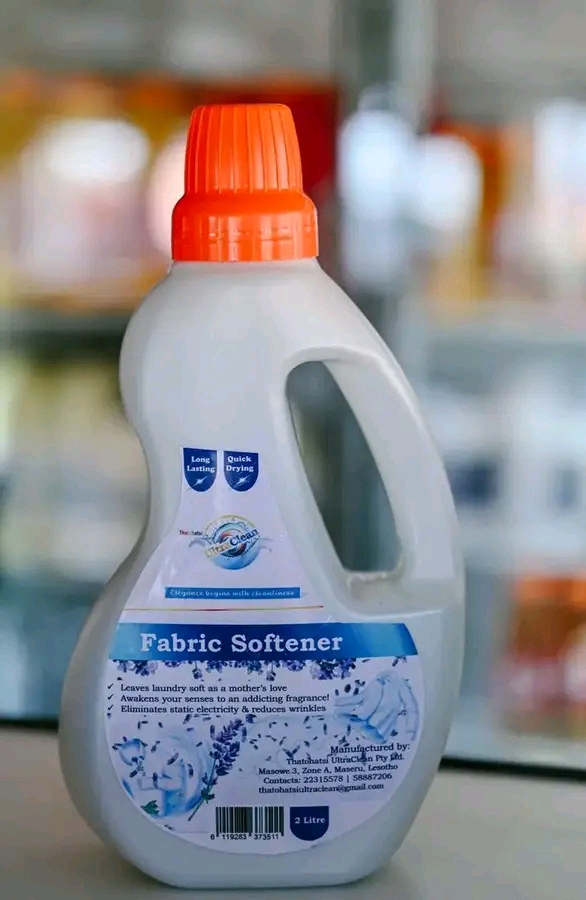 Long
Lasting
Quick
Drying
Thatohatsi
UltraClean
Elegance begins with cleanliness
Fabric Softener
✓ Leaves laundry soft as a mother's love
✓ Awakens your senses to an addicting fragrance!
✓ Eliminates static electricity & reduces wrinkles
Manufactured by:
Thatohatsi UltraClean Pty Ltd.
Masowe 3, Zone A, Maseru, Lesotho
Contacts: 22315578 | 58887206
thatohatsiultraclean@gmail.com
2 Litre
6 119283 373511